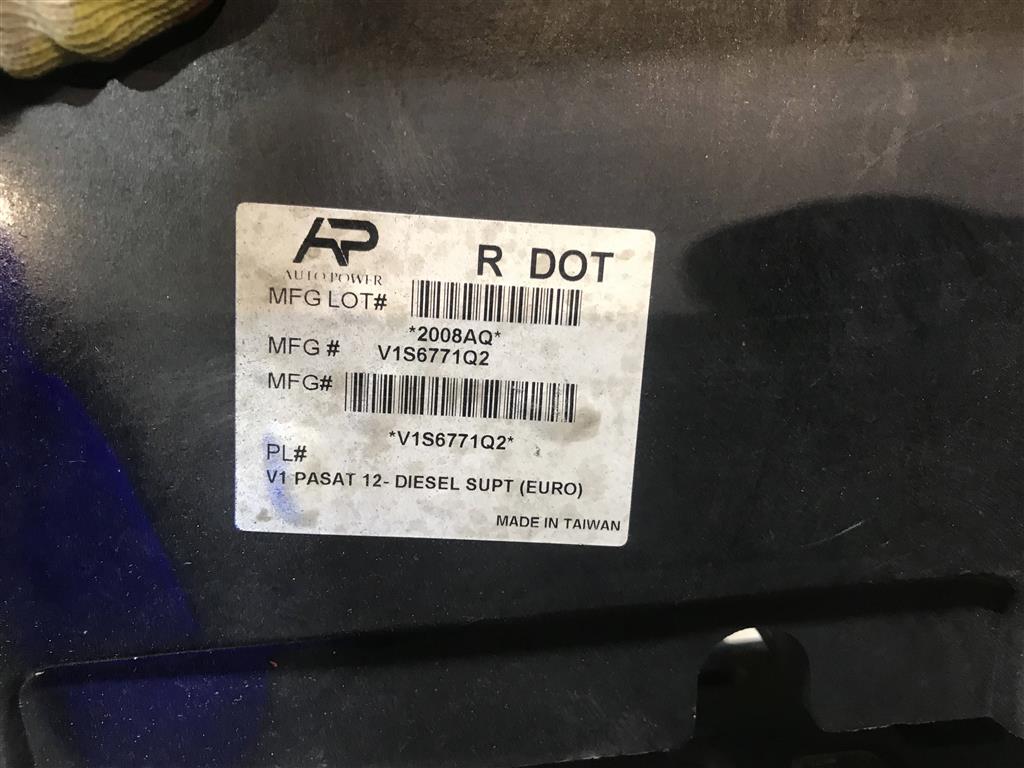 AP
AUTO POWER
R DOT
MFG LOT#
*2008AQ*
MFG # V1S6771Q2
MFG#
*V1S6771Q2*
PL#
V1 PASAT 12- DIESEL SUPT (EURO)
MADE IN TAIWAN